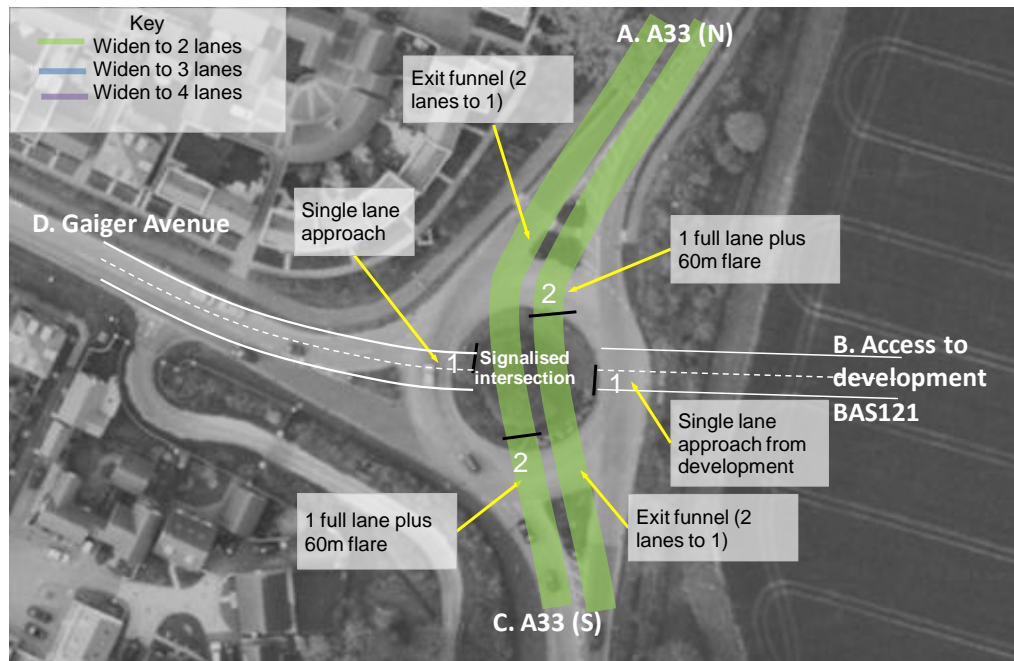 Key
Widen to 2 lanes
Widen to 3 lanes
Widen to 4 lanes
A. A33 (N)
Exit funnel (2
lanes to 1)
Single lane
approach
D. Gaiger Avenue
1 full lane plus
60m flare
2
1
Signalised
intersection
B. Access to
development
BAS121
1
Single lane
approach from
development
2
1 full lane plus
60m flare
Exit funnel (2
lanes to 1)
C. A33 (S)